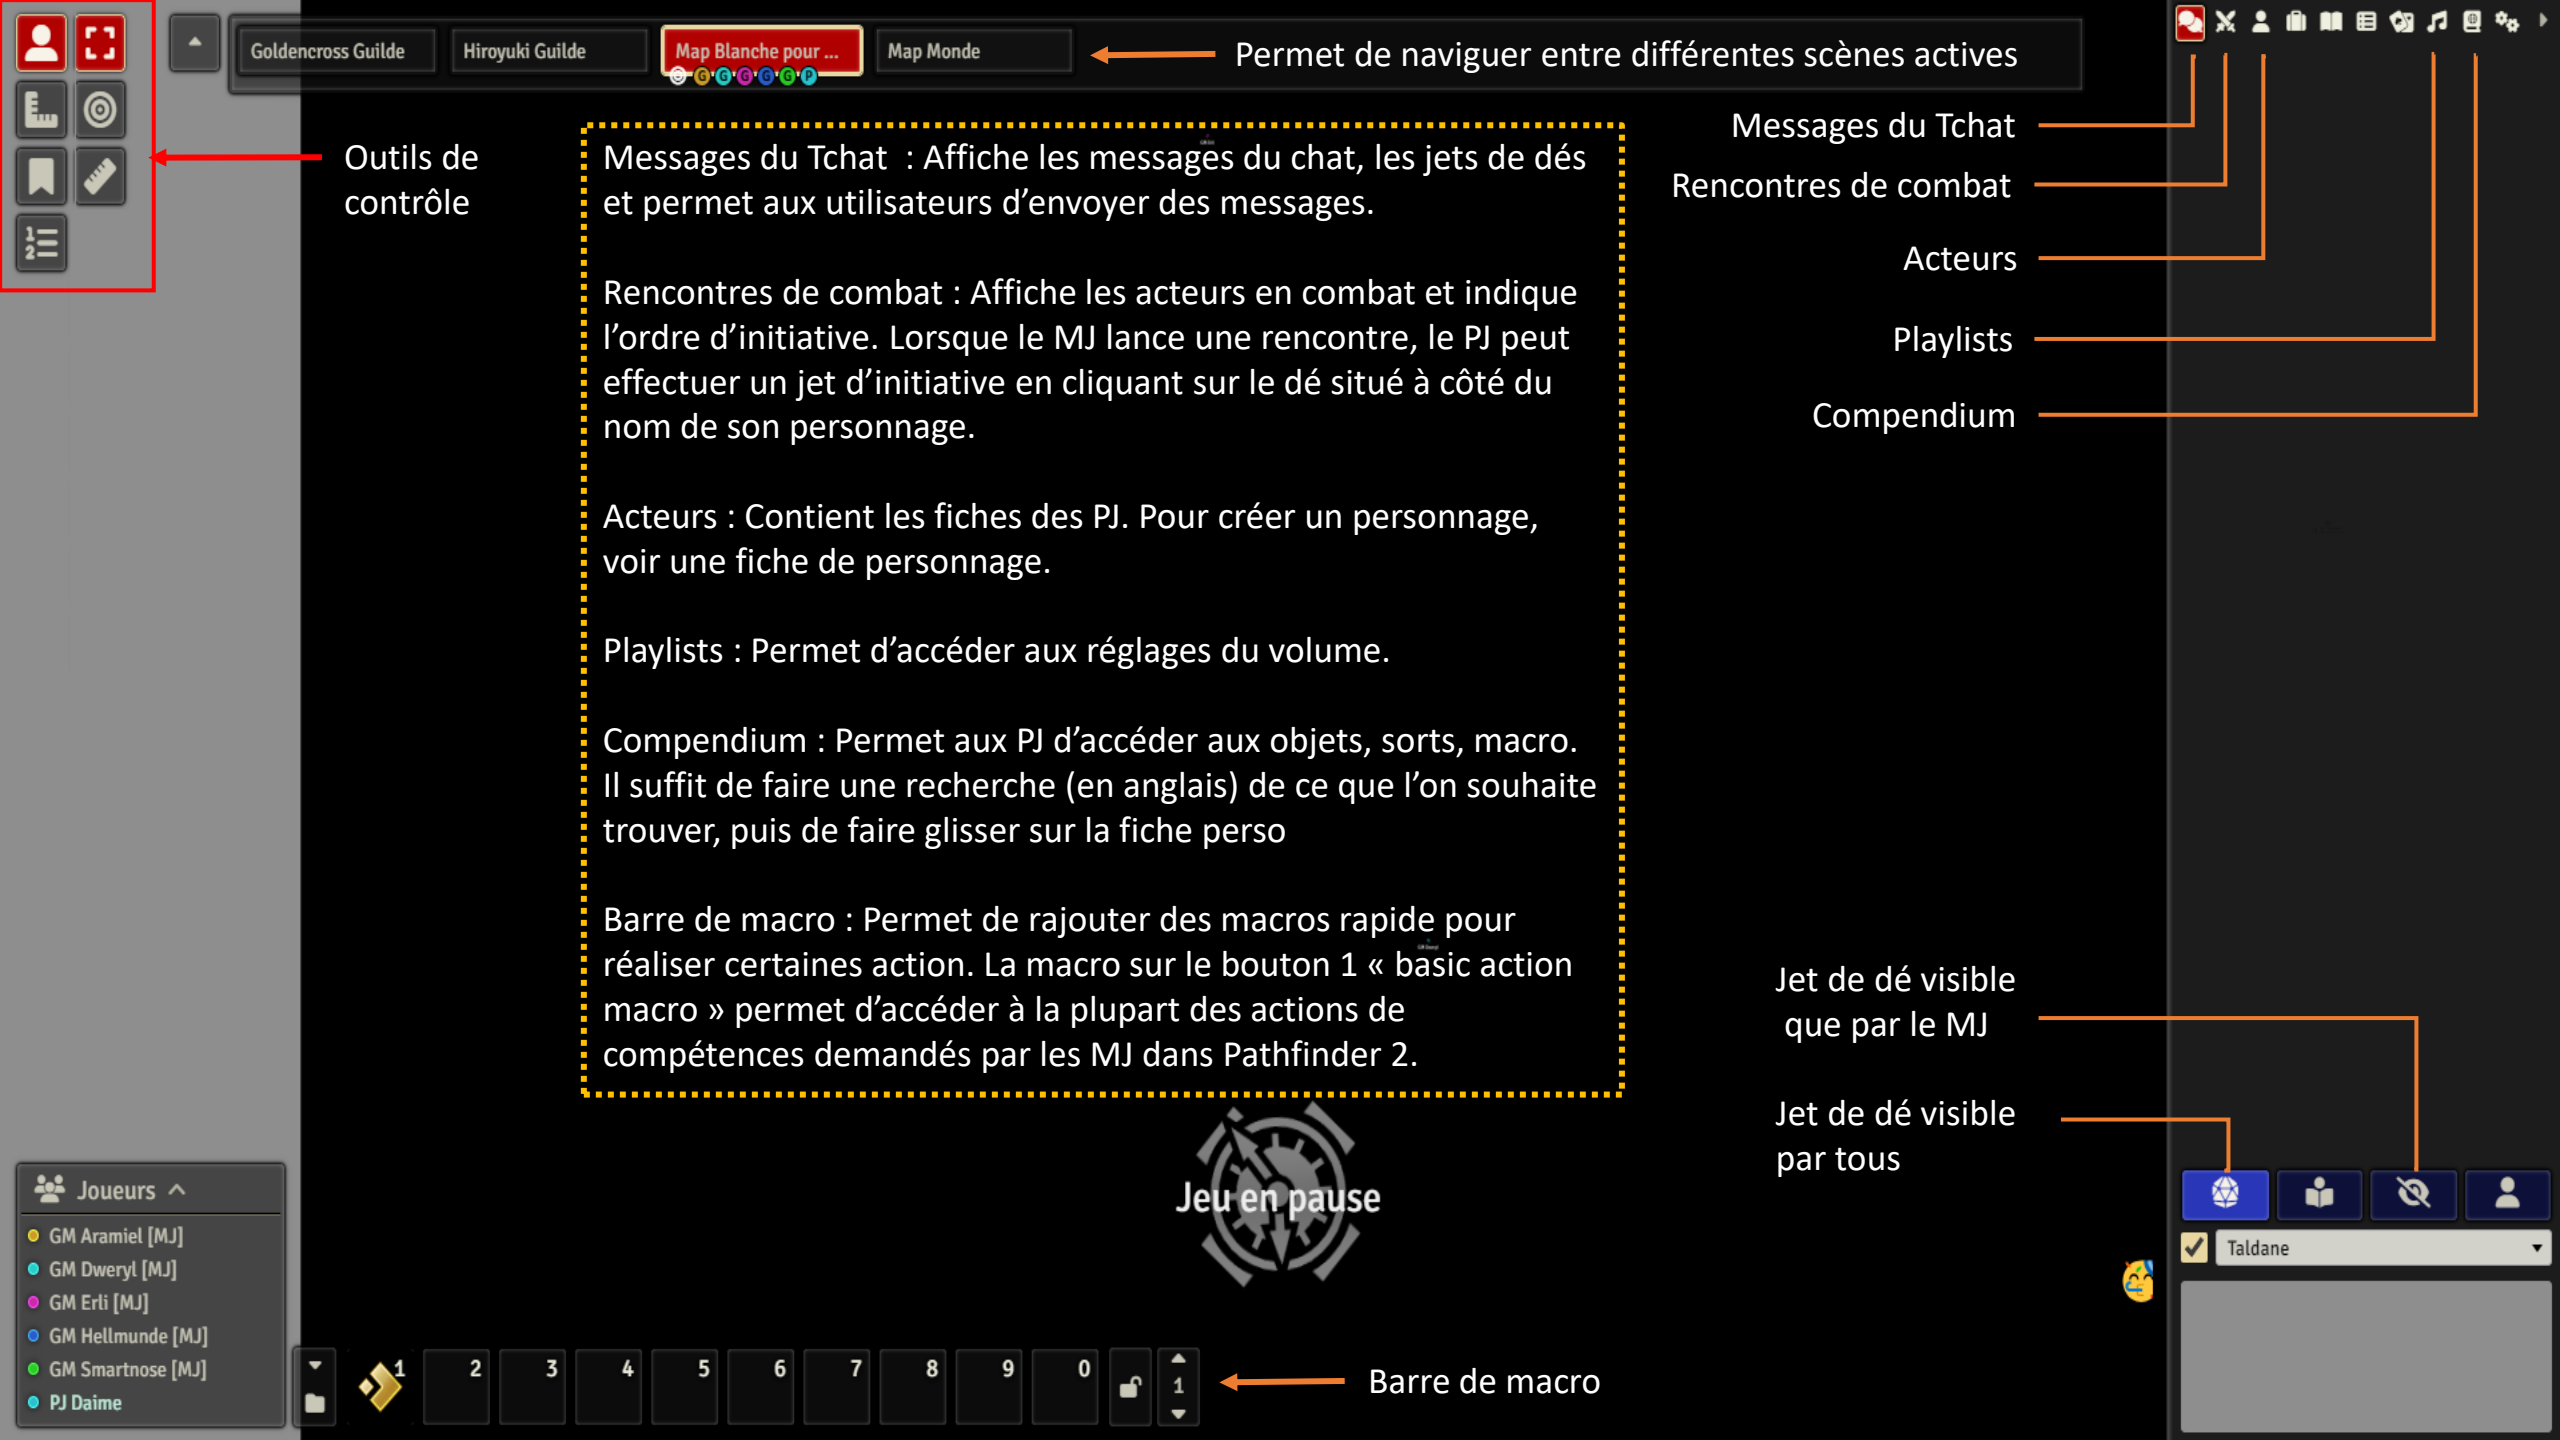 Goldencross Guilde
Hiroyuki Guilde
Map Blanche pour ...
Map Monde
G G G G G P
Permet de naviguer entre différentes scènes actives
Outils de
contrôle
Messages du Tchat : Affiche les messages du chat, les jets de dés
et permet aux utilisateurs d’envoyer des messages.
Rencontres de combat : Affiche les acteurs en combat et indique
l’ordre d’initiative. Lorsque le MJ lance une rencontre, le PJ peut
effectuer un jet d’initiative en cliquant sur le dé situé à côté du
nom de son personnage.
Acteurs : Contient les fiches des PJ. Pour créer un personnage,
voir une fiche de personnage.
Playlists : Permet d’accéder aux réglages du volume.
Compendium : Permet aux PJ d’accéder aux objets, sorts, macro.
Il suffit de faire une recherche (en anglais) de ce que l’on souhaite
trouver, puis de faire glisser sur la fiche perso
Barre de macro : Permet de rajouter des macros rapide pour
réaliser certaines action. La macro sur le bouton 1 « basic action
macro » permet d’accéder à la plupart des actions de
compétences demandés par les MJ dans Pathfinder 2.
Messages du Tchat
Rencontres de combat
Acteurs
Playlists
Compendium
Jet de dé visible
que par le MJ
Jet de dé visible
par tous
Jeu en pause
Taldane
Joueurs
GM Aramiel [MJ]
GM Dweryl [MJ]
GM Erli [MJ]
GM Hellmunde [MJ]
GM Smartnose [MJ]
PJ Daime
1 2 3 4 5 6 7 8 9 0
1
Barre de macro